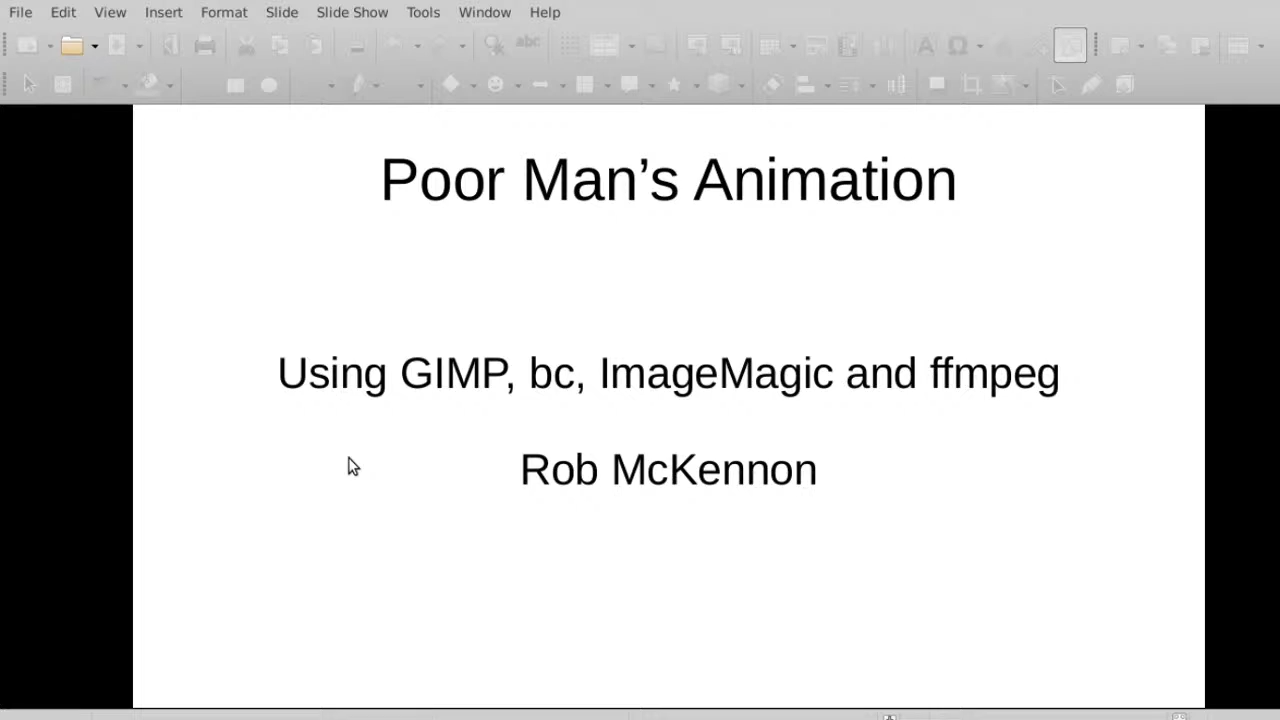 File Edit View Insert Format Slide Slide Show Tools Window Help
abc
Poor Man’s Animation
Using GIMP, bc, ImageMagic and ffmpeg
Rob McKennon